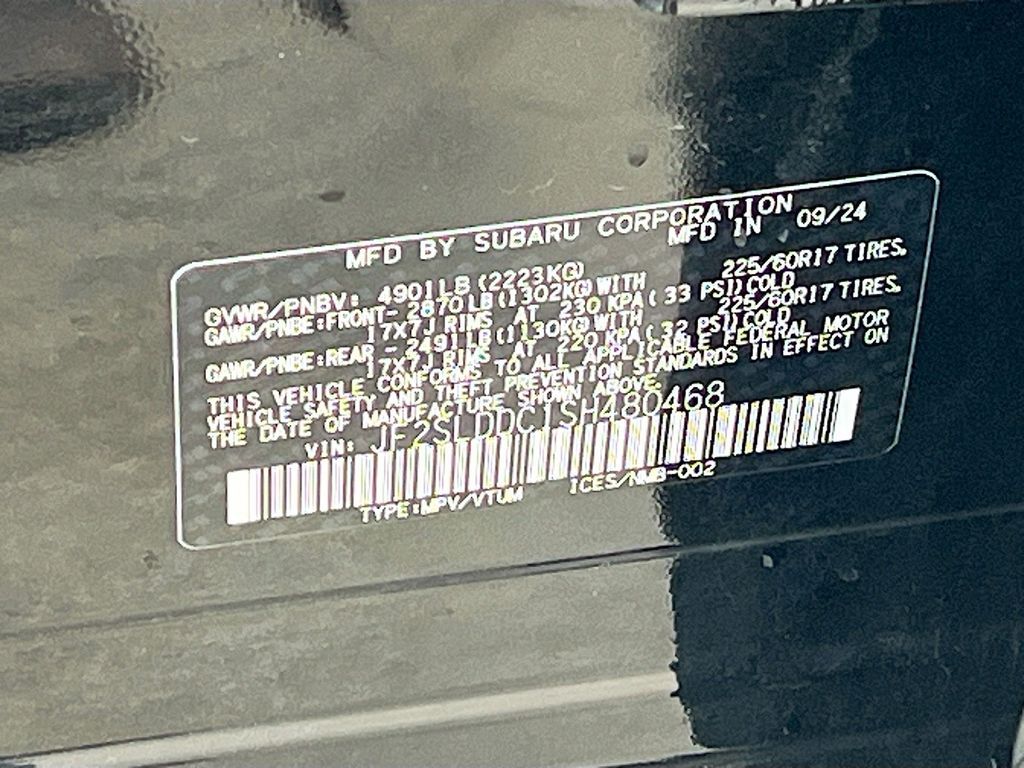 MFD BY SUBARU CORPORATION
MFD IN 09/24
GVWR/PNBV: 4901LB(2223KG)
GAWR/PNBE:FRONT- 2870LB(1302KG)WITH 225/60R17 TIRES,
17X7J RIMS AT 230 KPA( 33 PSI)COLD
GAWR/PNBE:REAR - 2491LB(1130KG)WITH 225/60R17 TIRES,
17X7J RIMS AT 220 KPA( 32 PSI)COLD
THIS VEHICLE CONFORMS TO ALL APPLICABLE FEDERAL MOTOR
VEHICLE SAFETY AND THEFT PREVENTION STANDARDS IN EFFECT ON
THE DATE OF MANUFACTURE SHOWN ABOVE.
VIN: JF2SLDDC1SH480468
TYPE:MPV/VTUM ICES/NMB-002